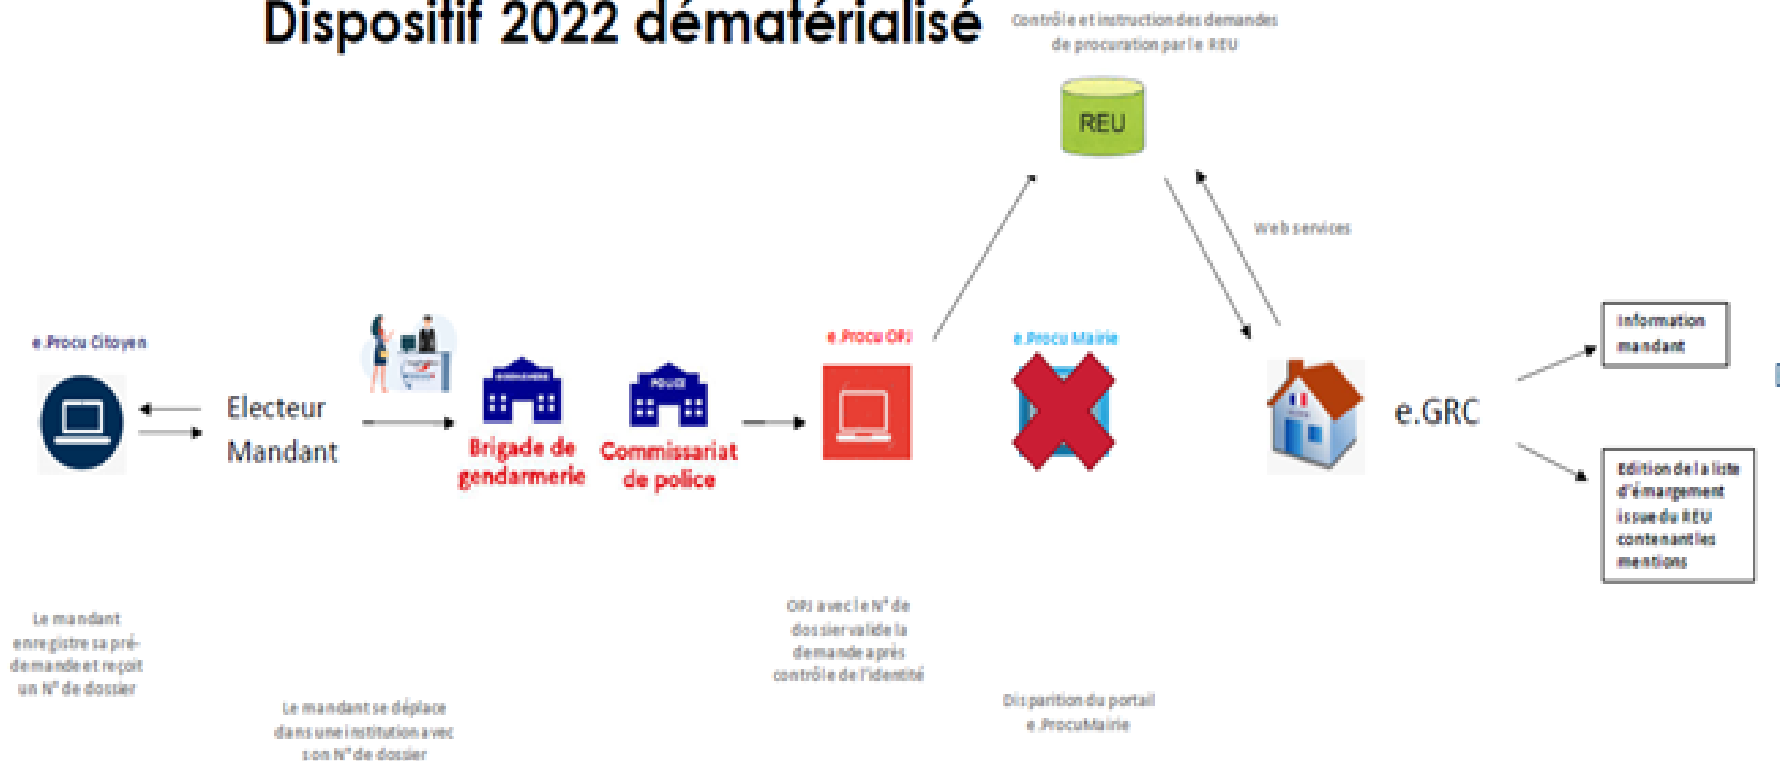 Dispositif 2022 dématérialisé
Contrôle et instruction des demandes
de procuration par le REU
REU
Web services
e.Procu Citoyen
Electeur
Mandant
GENDARMERIE
Brigade de
gendarmerie
POLICE
Commissariat
de police
e.Procu OPJ
e.Procu Mairie
e.GRC
Information
mandant
Edition de la liste
d'émargement
issue du REU
contenant les
mentions
Le mandant
enregistre sa pré-
demande et reçoit
un N° de dossier
Le mandant se déplace
dans une institution avec
son N° de dossier
OPJ avec le N° de
dossier valide la
demande après
contrôle de l'identité
Disparition du portail
e.ProcuMairie